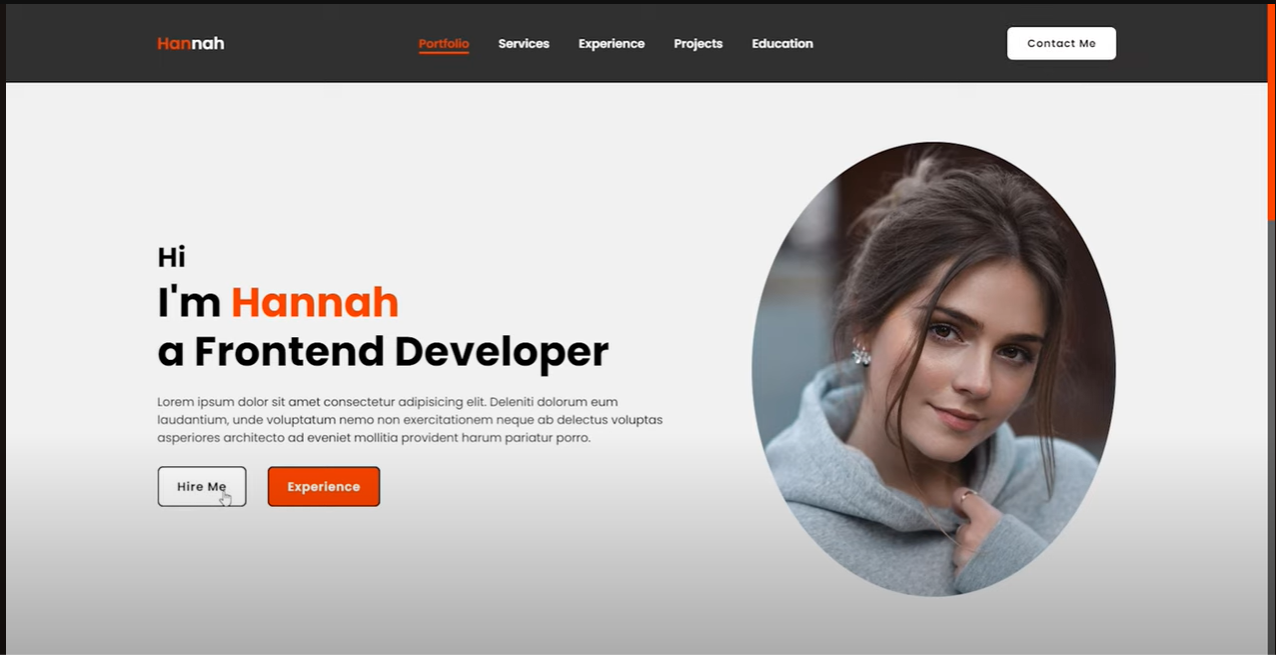 Hannah
Portfolio Services Experience Projects Education
Contact Me
Hi
I'm Hannah
a Frontend Developer
Lorem ipsum dolor sit amet consectetur adipisicing elit. Deleniti dolorum eum
laudantium, unde voluptatum nemo non exercitationem neque ab delectus voluptas
asperiores architecto ad eveniet mollitia provident harum pariatur porro.
Hire Me
Experience